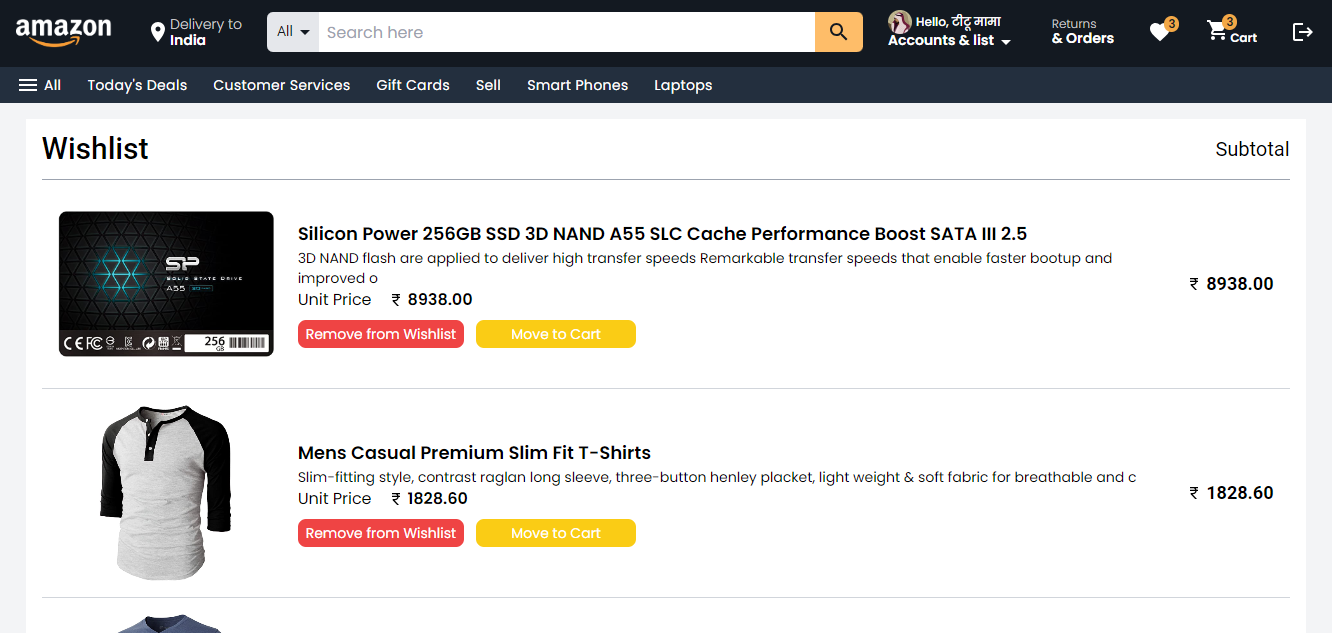 amazon
Delivery to
India
All
Search here
Hello, टीटू मामा
Accounts & list
Returns
& Orders
3
3
Cart
All
Today's Deals
Customer Services
Gift Cards
Sell
Smart Phones
Laptops
Wishlist
Subtotal
SP
SOLID STATE DRIVE
A55
256
GB
Silicon Power 256GB SSD 3D NAND A55 SLC Cache Performance Boost SATA III 2.5
3D NAND flash are applied to deliver high transfer speeds Remarkable transfer speeds that enable faster bootup and
improved o
Unit Price ₹ 8938.00
₹ 8938.00
Remove from Wishlist
Move to Cart
Mens Casual Premium Slim Fit T-Shirts
Slim-fitting style, contrast raglan long sleeve, three-button henley placket, light weight & soft fabric for breathable and c
Unit Price ₹ 1828.60
₹ 1828.60
Remove from Wishlist
Move to Cart